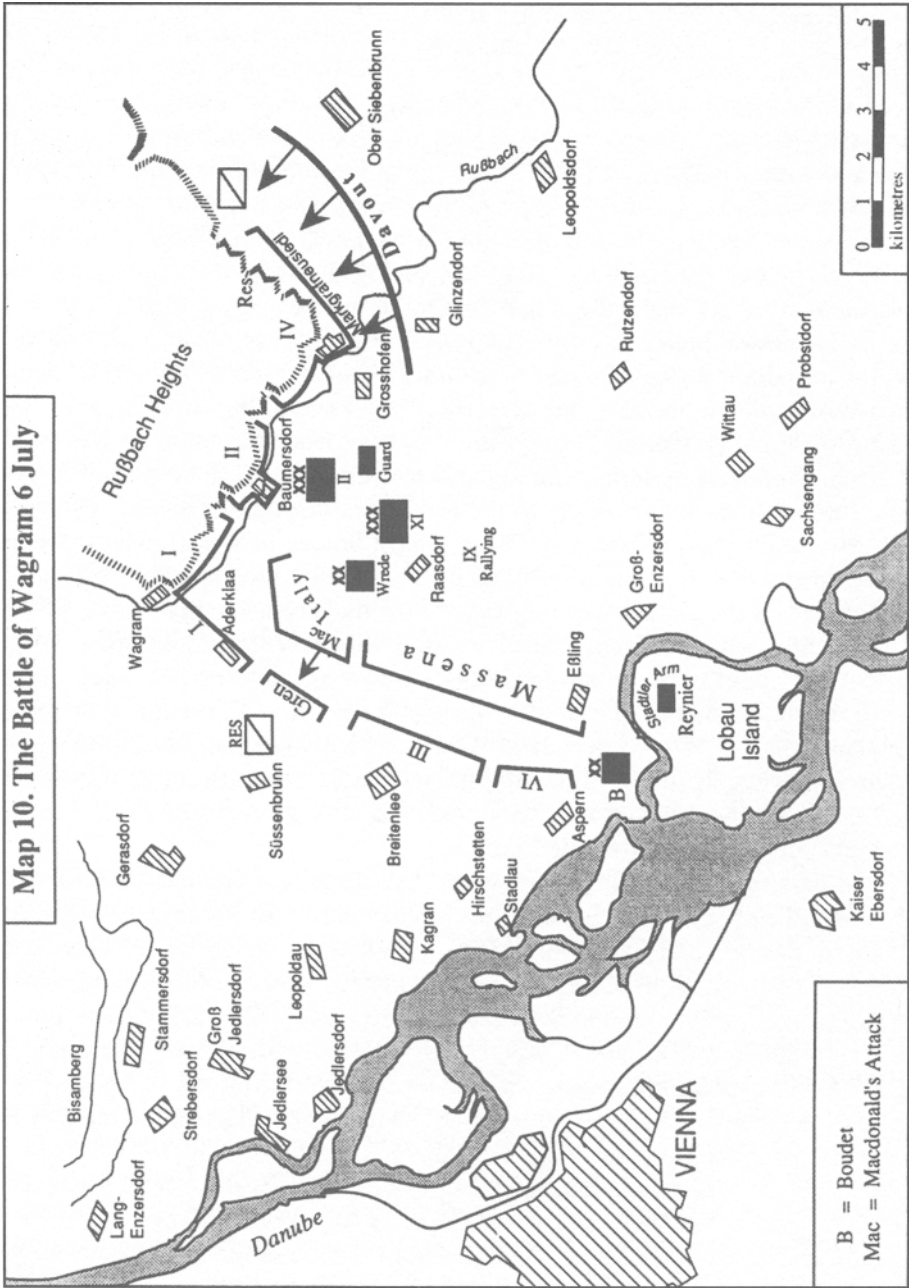 Map 10. The Battle of Wagram 6 July
Bisamberg
Lang-
Enzersdorf
Stammersdorf
Strebersdorf
Groß
Jedlersdorf
Jedlersee
Jedlersdorf
Leopoldau
Gerasdorf
Kagran
Hirschstetten
Stadlau
Süssenbrunn
RES
Breitenlee
Aspern
Wagram
Aderklaa
Rußbach Heights
I
I
II
IV
Res
Gren
III
VI
Mac
Italy
Massena
Baumersdorf
XXX
II
Guard
XXX
XI
XX
Wrede
Raasdorf
IX
Rallying
Grosshofen
Markgrafneusiedl
Davout
Glinzendorf
Ober Siebenbrunn
Rußbach
Leopoldsdorf
Rutzendorf
Wittau
Probstdorf
Sachsengang
Groß-
Enzersdorf
Eßling
XX
B
Stadtler-
Arm
Reynier
Lobau
Island
Kaiser
Ebersdorf
Danube
VIENNA
B = Boudet
Mac = Macdonald's Attack
0 1 2 3 4 5
kilometres